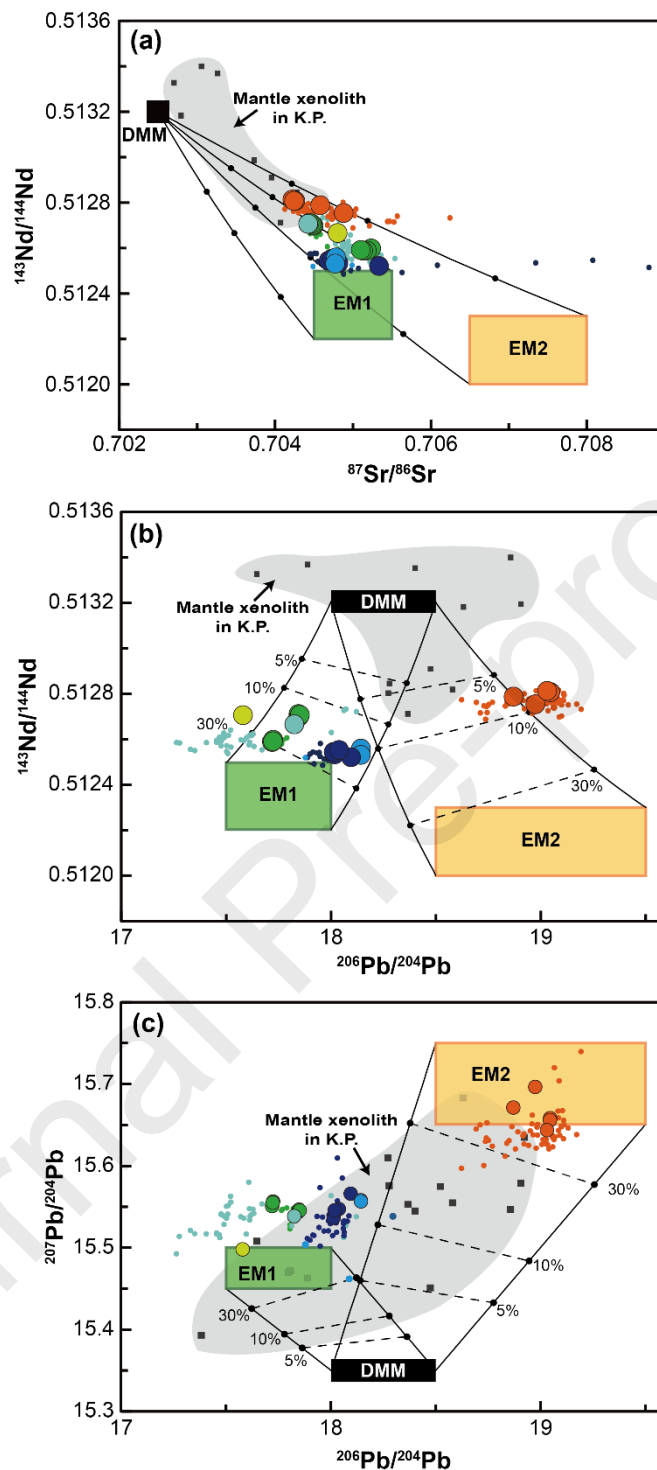 (a)
0.5136
0.5132
0.5128
0.5124
0.5120
143Nd/144Nd
Mantle xenolith
in K.P.
DMM
EM1
EM2
0.702
0.704
0.706
0.708
87Sr/86Sr
(b)
0.5136
0.5132
0.5128
0.5124
0.5120
143Nd/144Nd
DMM
Mantle xenolith
in K.P.
5%
10%
30%
5%
10%
30%
EM1
EM2
17
18
19
206Pb/204Pb
(c)
15.8
15.7
15.6
15.5
15.4
15.3
207Pb/204Pb
EM2
Mantle xenolith
in K.P.
EM1
30%
10%
5%
30%
10%
5%
DMM
17
18
19
206Pb/204Pb
rnal Pre-pro